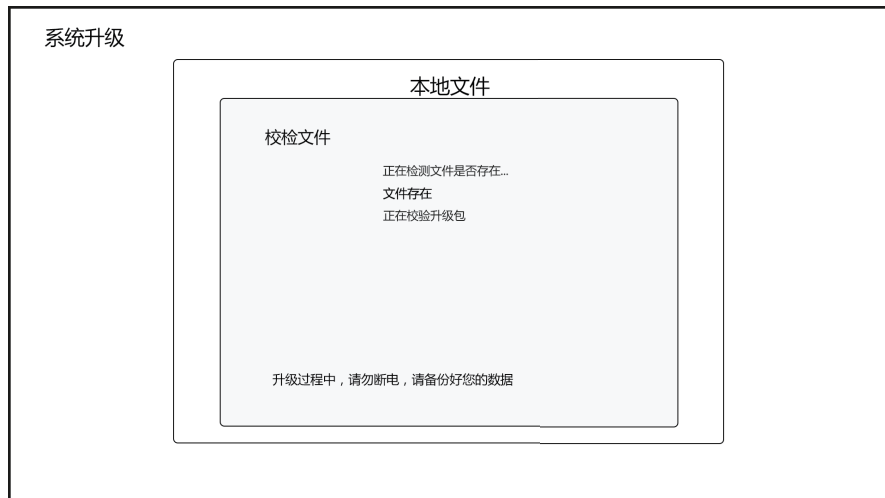 系统升级
本地文件
校检文件
正在检测文件是否存在...
文件存在
正在校验升级包
升级过程中，请勿断电，请备份好您的数据